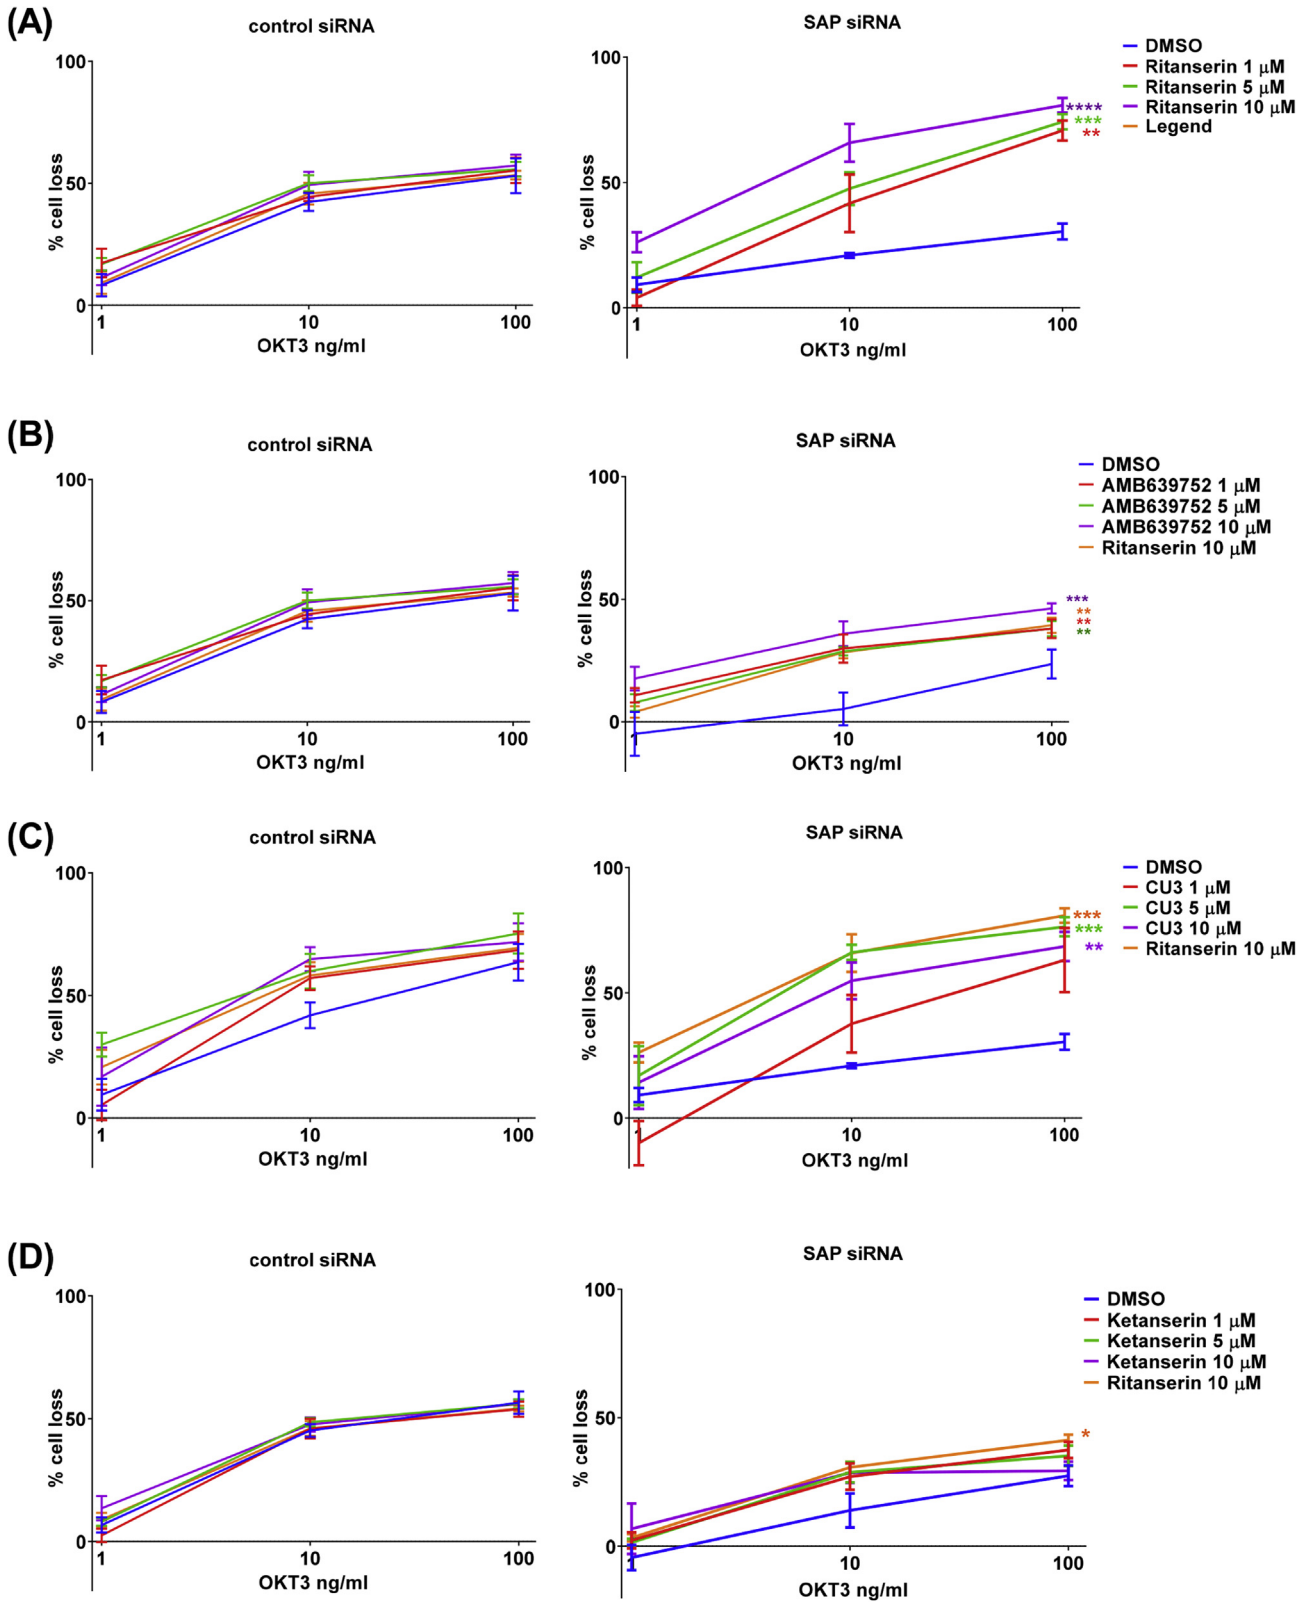 (A)
control siRNA
SAP siRNA
DMSO
Ritanserin 1 μM
Ritanserin 5 μM
Ritanserin 10 μM
Legend
100
50
0
% cell loss
1
10
100
OKT3 ng/ml
100
50
0
% cell loss
****
***
**
1
10
100
OKT3 ng/ml
(B)
control siRNA
SAP siRNA
DMSO
AMB639752 1 μM
AMB639752 5 μM
AMB639752 10 μM
Ritanserin 10 μM
100
50
0
% cell loss
1
10
100
OKT3 ng/ml
100
50
0
% cell loss
***
**
**
**
1
10
100
OKT3 ng/ml
(C)
control siRNA
SAP siRNA
DMSO
CU3 1 μM
CU3 5 μM
CU3 10 μM
Ritanserin 10 μM
100
50
0
% cell loss
1
10
100
OKT3 ng/ml
100
50
0
% cell loss
***
***
**
1
10
100
OKT3 ng/ml
(D)
control siRNA
SAP siRNA
DMSO
Ketanserin 1 μM
Ketanserin 5 μM
Ketanserin 10 μM
Ritanserin 10 μM
100
50
0
% cell loss
1
10
100
OKT3 ng/ml
100
50
0
% cell loss
*
1
10
100
OKT3 ng/ml